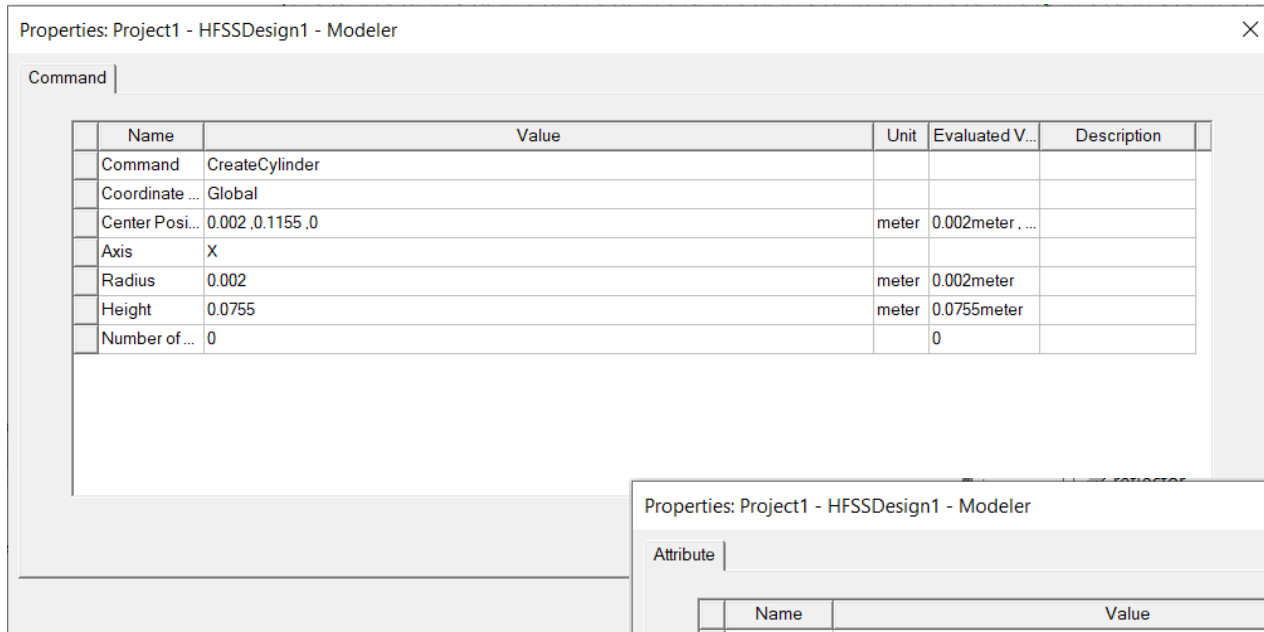 Properties: Project1 - HFSSDesign1 - Modeler
Command
Name Value Unit Evaluated V... Description
Command CreateCylinder
Coordinate ... Global
Center Posi... 0.002 ,0.1155 ,0 meter 0.002meter , ...
Axis X
Radius 0.002 meter 0.002meter
Height 0.0755 meter 0.0755meter
Number of ... 0 0
reflector
Properties: Project1 - HFSSDesign1 - Modeler
Attribute
Name Value